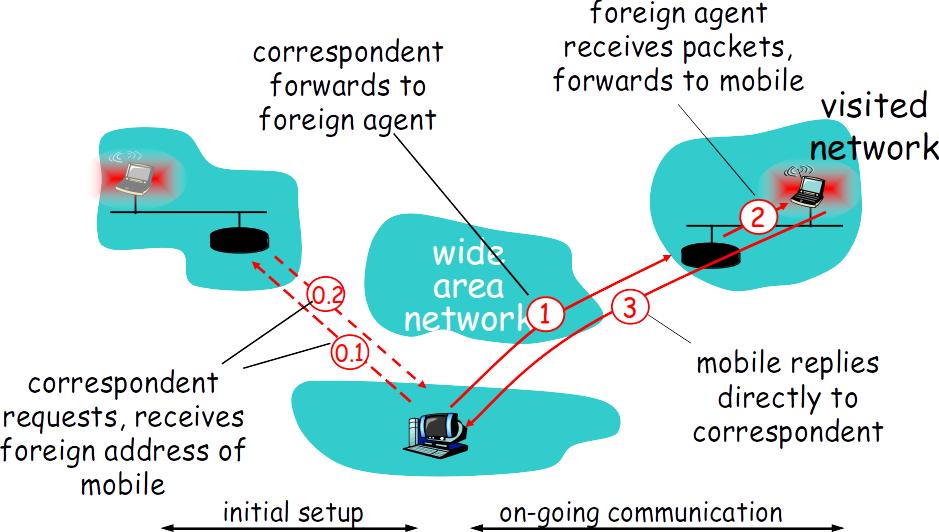 foreign agent
receives packets,
forwards to mobile
correspondent
forwards to
foreign agent
visited
network
wide
area
network
0.2
0.1
1
2
3
correspondent
requests, receives
foreign address of
mobile
mobile replies
directly to
correspondent
initial setup
on-going communication